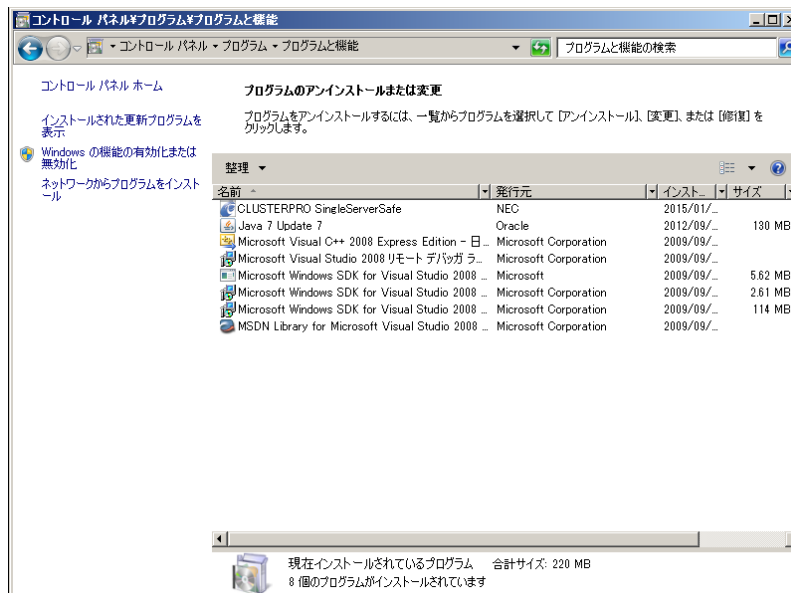 コントロール パネル¥プログラム¥プログラムと機能
コントロール パネル ▾ プログラム ▾ プログラムと機能
プログラムと機能の検索
コントロール パネル ホーム
インストールされた更新プログラムを
表示
Windows の機能の有効化または
無効化
ネットワークからプログラムをインスト
ール
プログラムのアンインストールまたは変更
プログラムをアンインストールするには、一覧からプログラムを選択して [アンインストール]、[変更]、または [修復] を
クリックします。
整理
名前 発行元 インスト... サイズ
CLUSTERPRO SingleServerSafe NEC 2015/01/...
Java 7 Update 7 Oracle 2012/09/... 130 MB
Microsoft Visual C++ 2008 Express Edition - 日... Microsoft Corporation 2009/09/...
Microsoft Visual Studio 2008 リモート デバッガ ラ... Microsoft Corporation 2009/09/...
Microsoft Windows SDK for Visual Studio 2008 ... Microsoft 2009/09/... 5.62 MB
Microsoft Windows SDK for Visual Studio 2008 ... Microsoft Corporation 2009/09/... 2.61 MB
Microsoft Windows SDK for Visual Studio 2008 ... Microsoft Corporation 2009/09/... 114 MB
MSDN Library for Microsoft Visual Studio 2008 ... Microsoft Corporation 2009/09/...
現在インストールされているプログラム 合計サイズ: 220 MB
8 個のプログラムがインストールされています